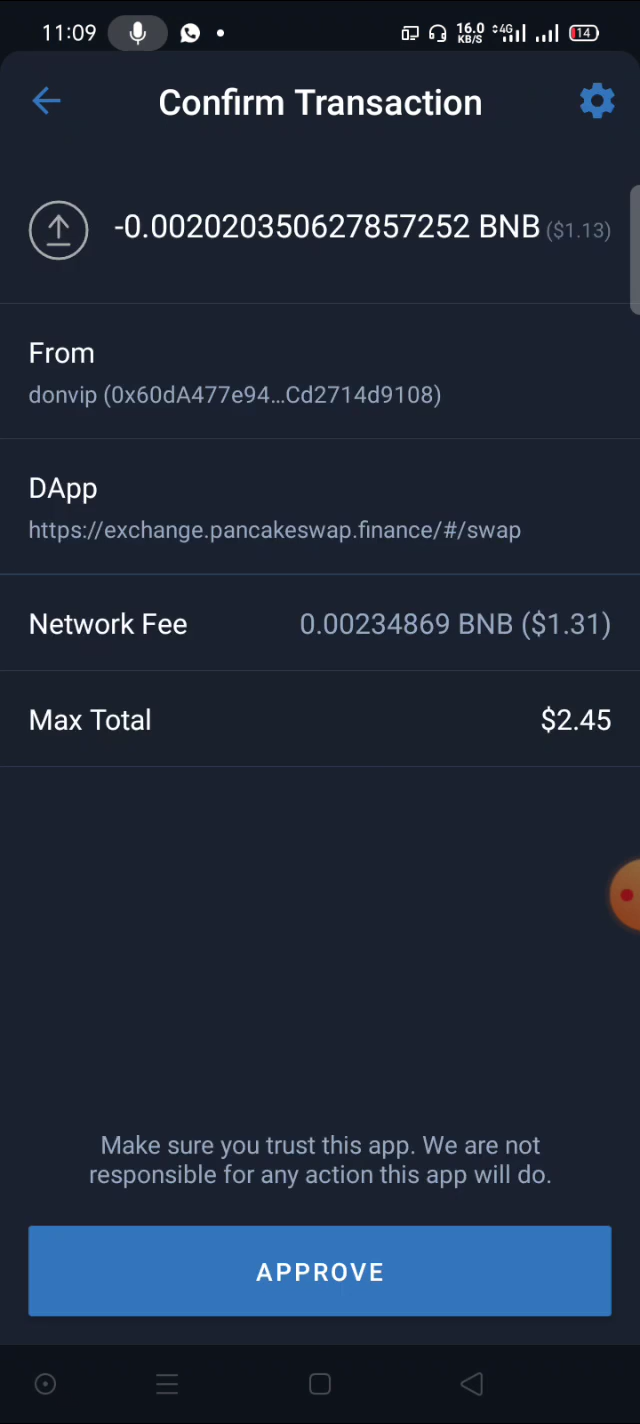 11:09 16.0 KB/S 4G 14
Confirm Transaction
-0.002020350627857252 BNB ($1.13)
From
donvip (0x60dA477e94...Cd2714d9108)
DApp
https://exchange.pancakeswap.finance/#/swap
Network Fee 0.00234869 BNB ($1.31)
Max Total $2.45
Make sure you trust this app. We are not
responsible for any action this app will do.
APPROVE